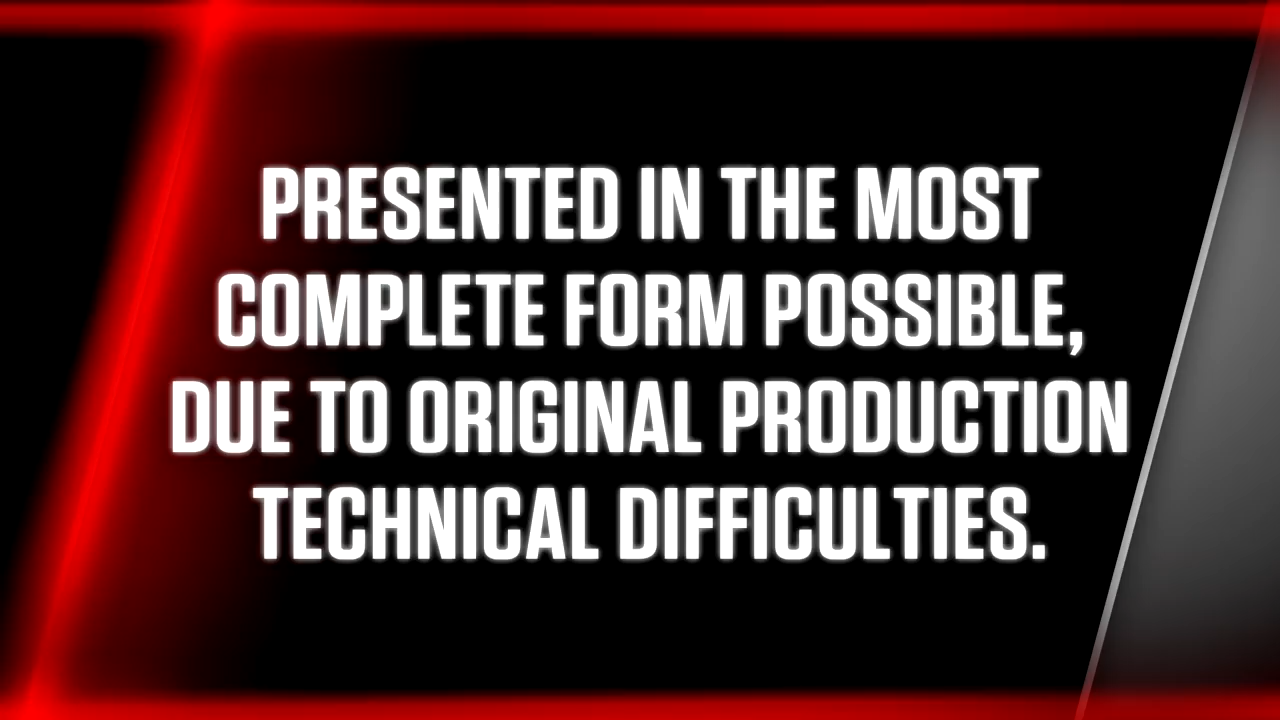 PRESENTED IN THE MOST
COMPLETE FORM POSSIBLE,
DUE TO ORIGINAL PRODUCTION
TECHNICAL DIFFICULTIES.